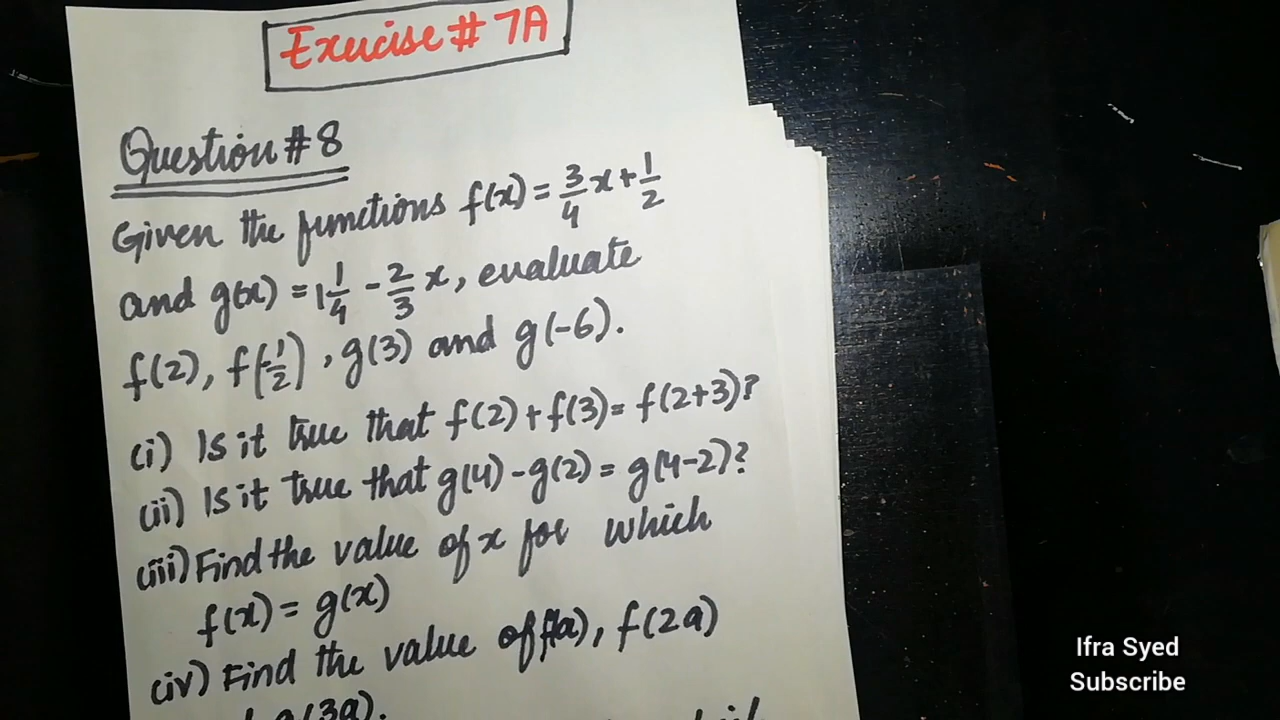 Exercise # 7A
Question # 8
Given the functions f(x) = 3/4 x + 1/2
and g(x) = 1 1/4 - 2/3 x, evaluate
f(2), f(-1/2), g(3) and g(-6).
(i) Is it true that f(2) + f(3) = f(2+3)?
(ii) Is it true that g(4) - g(2) = g(4-2)?
(iii) Find the value of x for which
f(x) = g(x)
(iv) Find the value of f(a), f(2a)
g(3a).
Ifra Syed
Subscribe